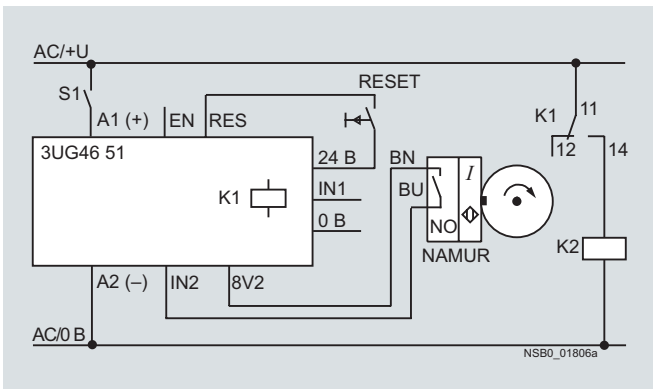 AC/+U
RESET
S1
A1 (+)
EN
RES
K1
11
12
14
3UG46 51
24 В
BN
I
K1
IN1
BU
0 В
NO
K2
NAMUR
A2 (–)
IN2
8V2
AC/0 В
NSB0_01806a